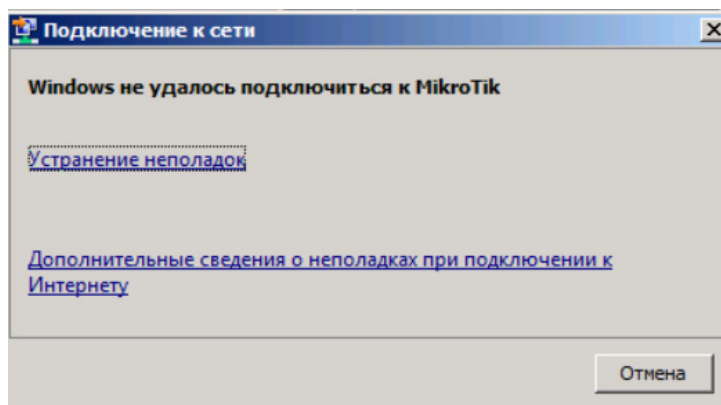 Подключение к сети
Windows не удалось подключиться к MikroTik
Устранение неполадок
Дополнительные сведения о неполадках при подключении к
Интернету
Отмена